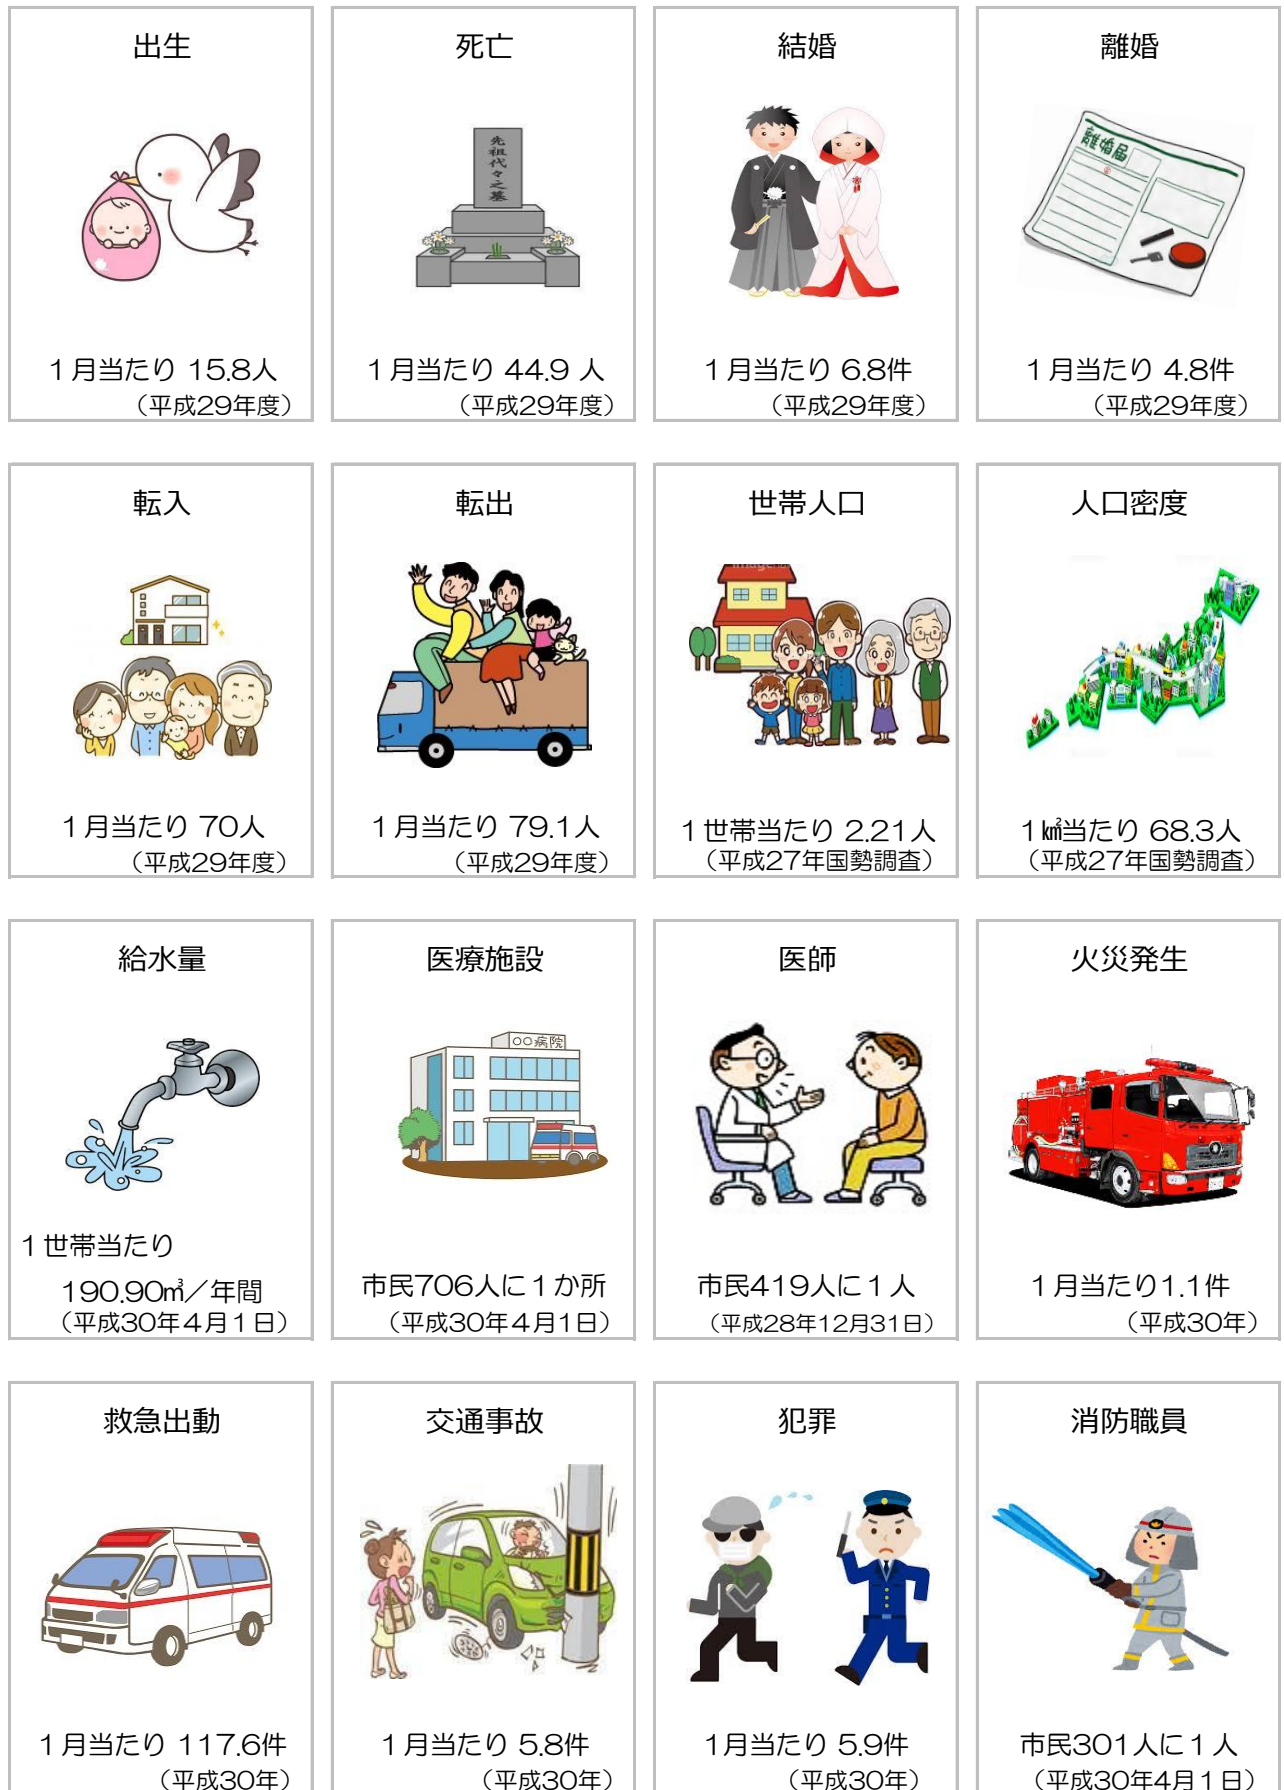 出生
１月当たり 15.8人
（平成29年度）
死亡
先祖代々之墓
１月当たり 44.9 人
（平成29年度）
結婚
１月当たり 6.8件
（平成29年度）
離婚
離婚届
１月当たり 4.8件
（平成29年度）
転入
１月当たり 70人
（平成29年度）
転出
１月当たり 79.1人
（平成29年度）
世帯人口
１世帯当たり 2.21人
（平成27年国勢調査）
人口密度
１㎢当たり 68.3人
（平成27年国勢調査）
給水量
１世帯当たり
190.90㎥／年間
（平成30年４月１日）
医療施設
○○病院
市民706人に１か所
（平成30年４月1日）
医師
市民419人に１人
（平成28年12月31日）
火災発生
１月当たり1.1件
（平成30年）
救急出動
１月当たり 117.6件
（平成30年）
交通事故
１月当たり 5.8件
（平成30年）
犯罪
1月当たり 5.9件
（平成30年）
消防職員
市民301人に１人
（平成30年4月１日）